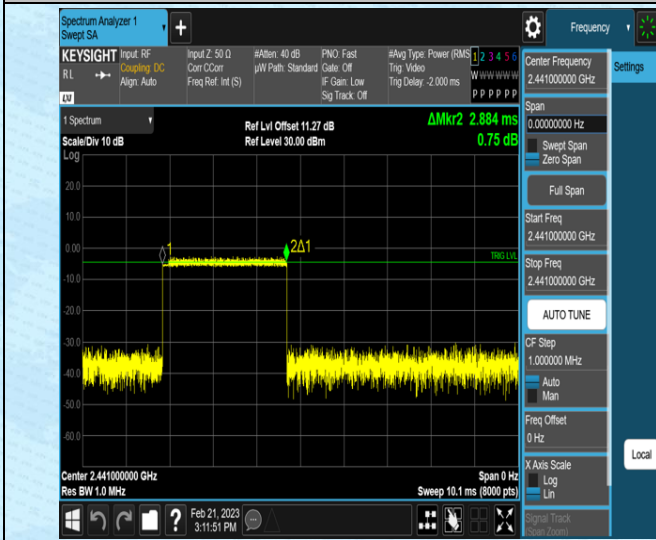 Spectrum Analyzer 1
Swept SA
Frequency
KEYSIGHT
Input: RF
Input Z: 50 Ω
#Atten: 40 dB
PNO: Fast
#Avg Type: Power (RMS
1 2 3 4 5 6
RL
Coupling: DC
Corr CCorr
µW Path: Standard
Gate: Off
Trig: Video
W W W W W W
Align: Auto
Freq Ref: Int (S)
IF Gain: Low
Trig Delay: -2.000 ms
Sig Track: Off
P P P P P P
LXI
1 Spectrum
Ref Lvl Offset 11.27 dB
ΔMkr2 2.884 ms
Scale/Div 10 dB
Ref Level 30.00 dBm
0.75 dB
Log
20.0
10.0
0.00
1
2Δ1
TRIG LVL
-10.0
-20.0
-30.0
-40.0
-50.0
-60.0
Center 2.441000000 GHz
Span 0 Hz
Res BW 1.0 MHz
Sweep 10.1 ms (8000 pts)
Feb 21, 2023
3:11:51 PM
Center Frequency
2.441000000 GHz
Settings
Span
0.00000000 Hz
Swept Span
Zero Span
Full Span
Start Freq
2.441000000 GHz
Stop Freq
2.441000000 GHz
AUTO TUNE
CF Step
1.000000 MHz
Auto
Man
Freq Offset
0 Hz
X Axis Scale
Log
Lin
Signal Track
(Span Zoom)
Local